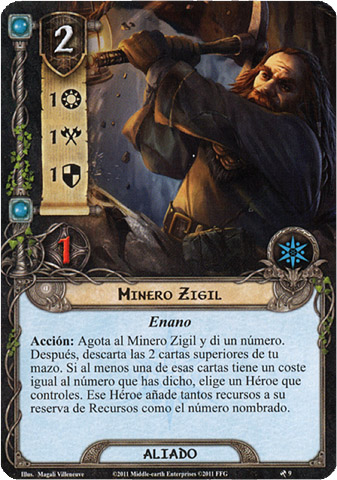 2
1
1
1
1
Minero Zigil
Enano
Acción: Agota al Minero Zigil y di un número.
Después, descarta las 2 cartas superiores de tu
mazo. Si al menos una de esas cartas tiene un coste
igual al número que has dicho, elige un Héroe que
controles. Ese Héroe añade tantos recursos a su
reserva de Recursos como el número nombrado.
ALIADO
Illus. Magali Villeneuve ©2011 Middle-earth Enterprises ©2011 FFG 9